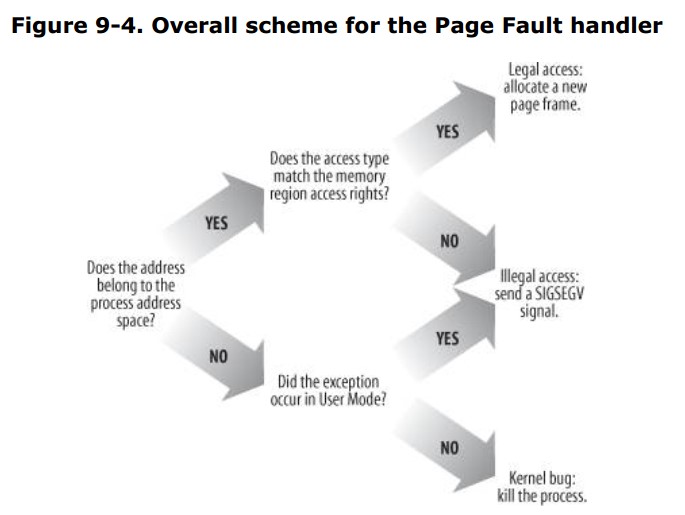 Figure 9-4. Overall scheme for the Page Fault handler
Legal access:
allocate a new
page frame.
YES
Does the access type
match the memory
region access rights?
YES
NO
Does the address
belong to the
process address
space?
Illegal access:
send a SIGSEGV
signal.
YES
NO
Did the exception
occur in User Mode?
NO
Kernel bug:
kill the process.